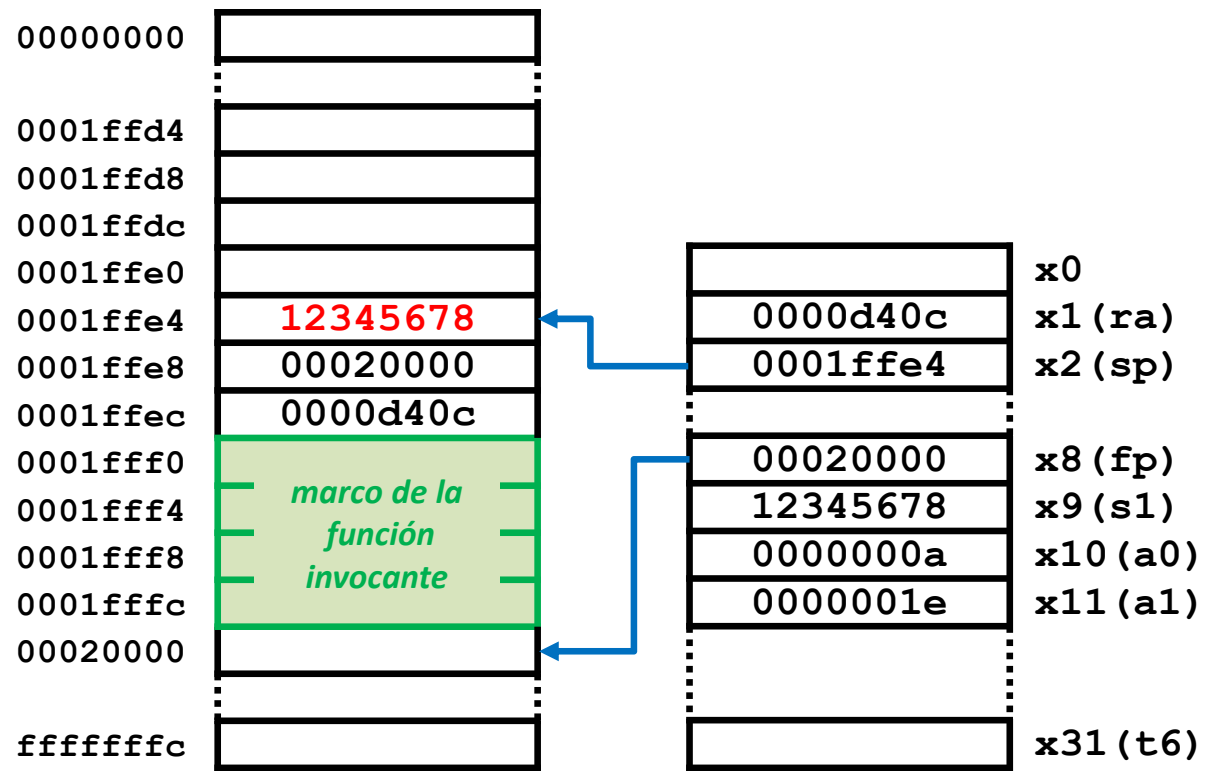 00000000
0001ffd4
0001ffd8
0001ffdc
0001ffe0
x0
0001ffe4 12345678
0000d40c x1(ra)
0001ffe8 00020000
0001ffe4 x2(sp)
0001ffec 0000d40c
0001fff0
00020000 x8(fp)
marco de la
0001fff4
12345678 x9(s1)
función
0001fff8
0000000a x10(a0)
invocante
0001fffc
0000001e x11(a1)
00020000
fffffffc
x31(t6)